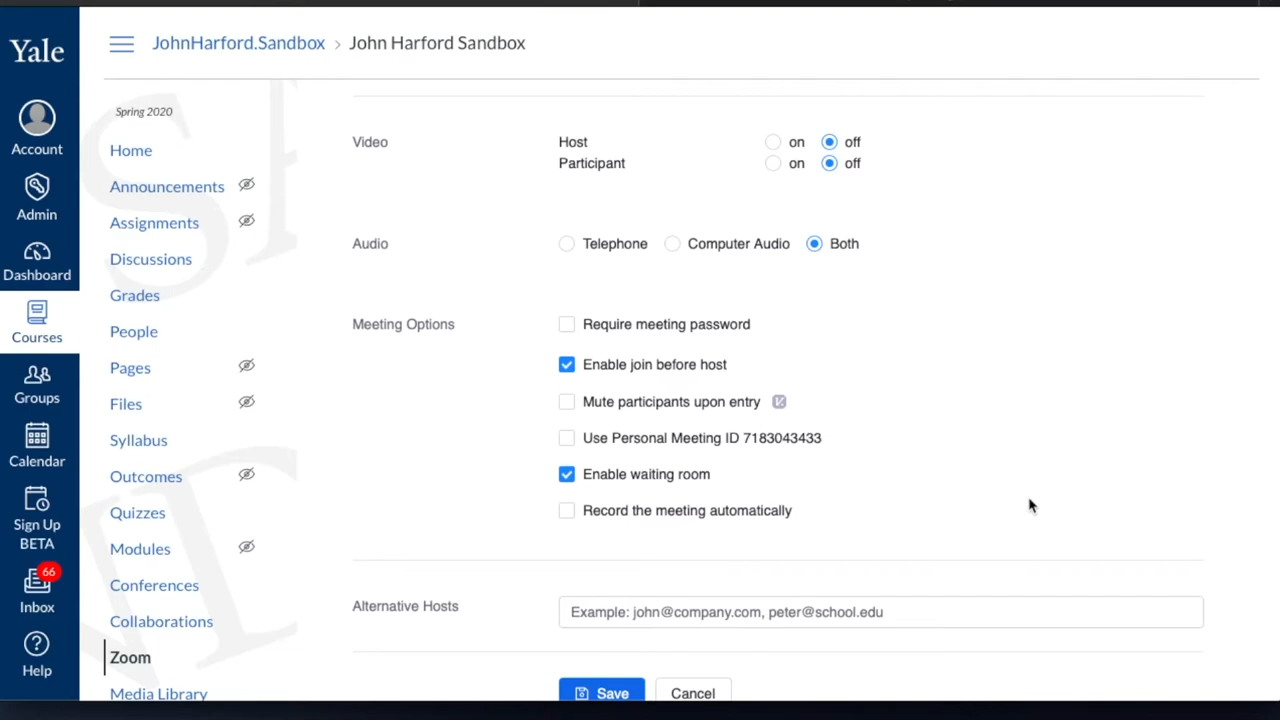 Yale
Account
Admin
Dashboard
Courses
Groups
Calendar
Sign Up
BETA
66
Inbox
Help
JohnHarford.Sandbox › John Harford Sandbox
Spring 2020
Home
Announcements
Assignments
Discussions
Grades
People
Pages
Files
Syllabus
Outcomes
Quizzes
Modules
Conferences
Collaborations
Zoom
Media Library
Video Host on off
Participant on off
Audio Telephone Computer Audio Both
Meeting Options Require meeting password
Enable join before host
Mute participants upon entry
Use Personal Meeting ID 7183043433
Enable waiting room
Record the meeting automatically
Alternative Hosts Example: john@company.com, peter@school.edu
Save Cancel